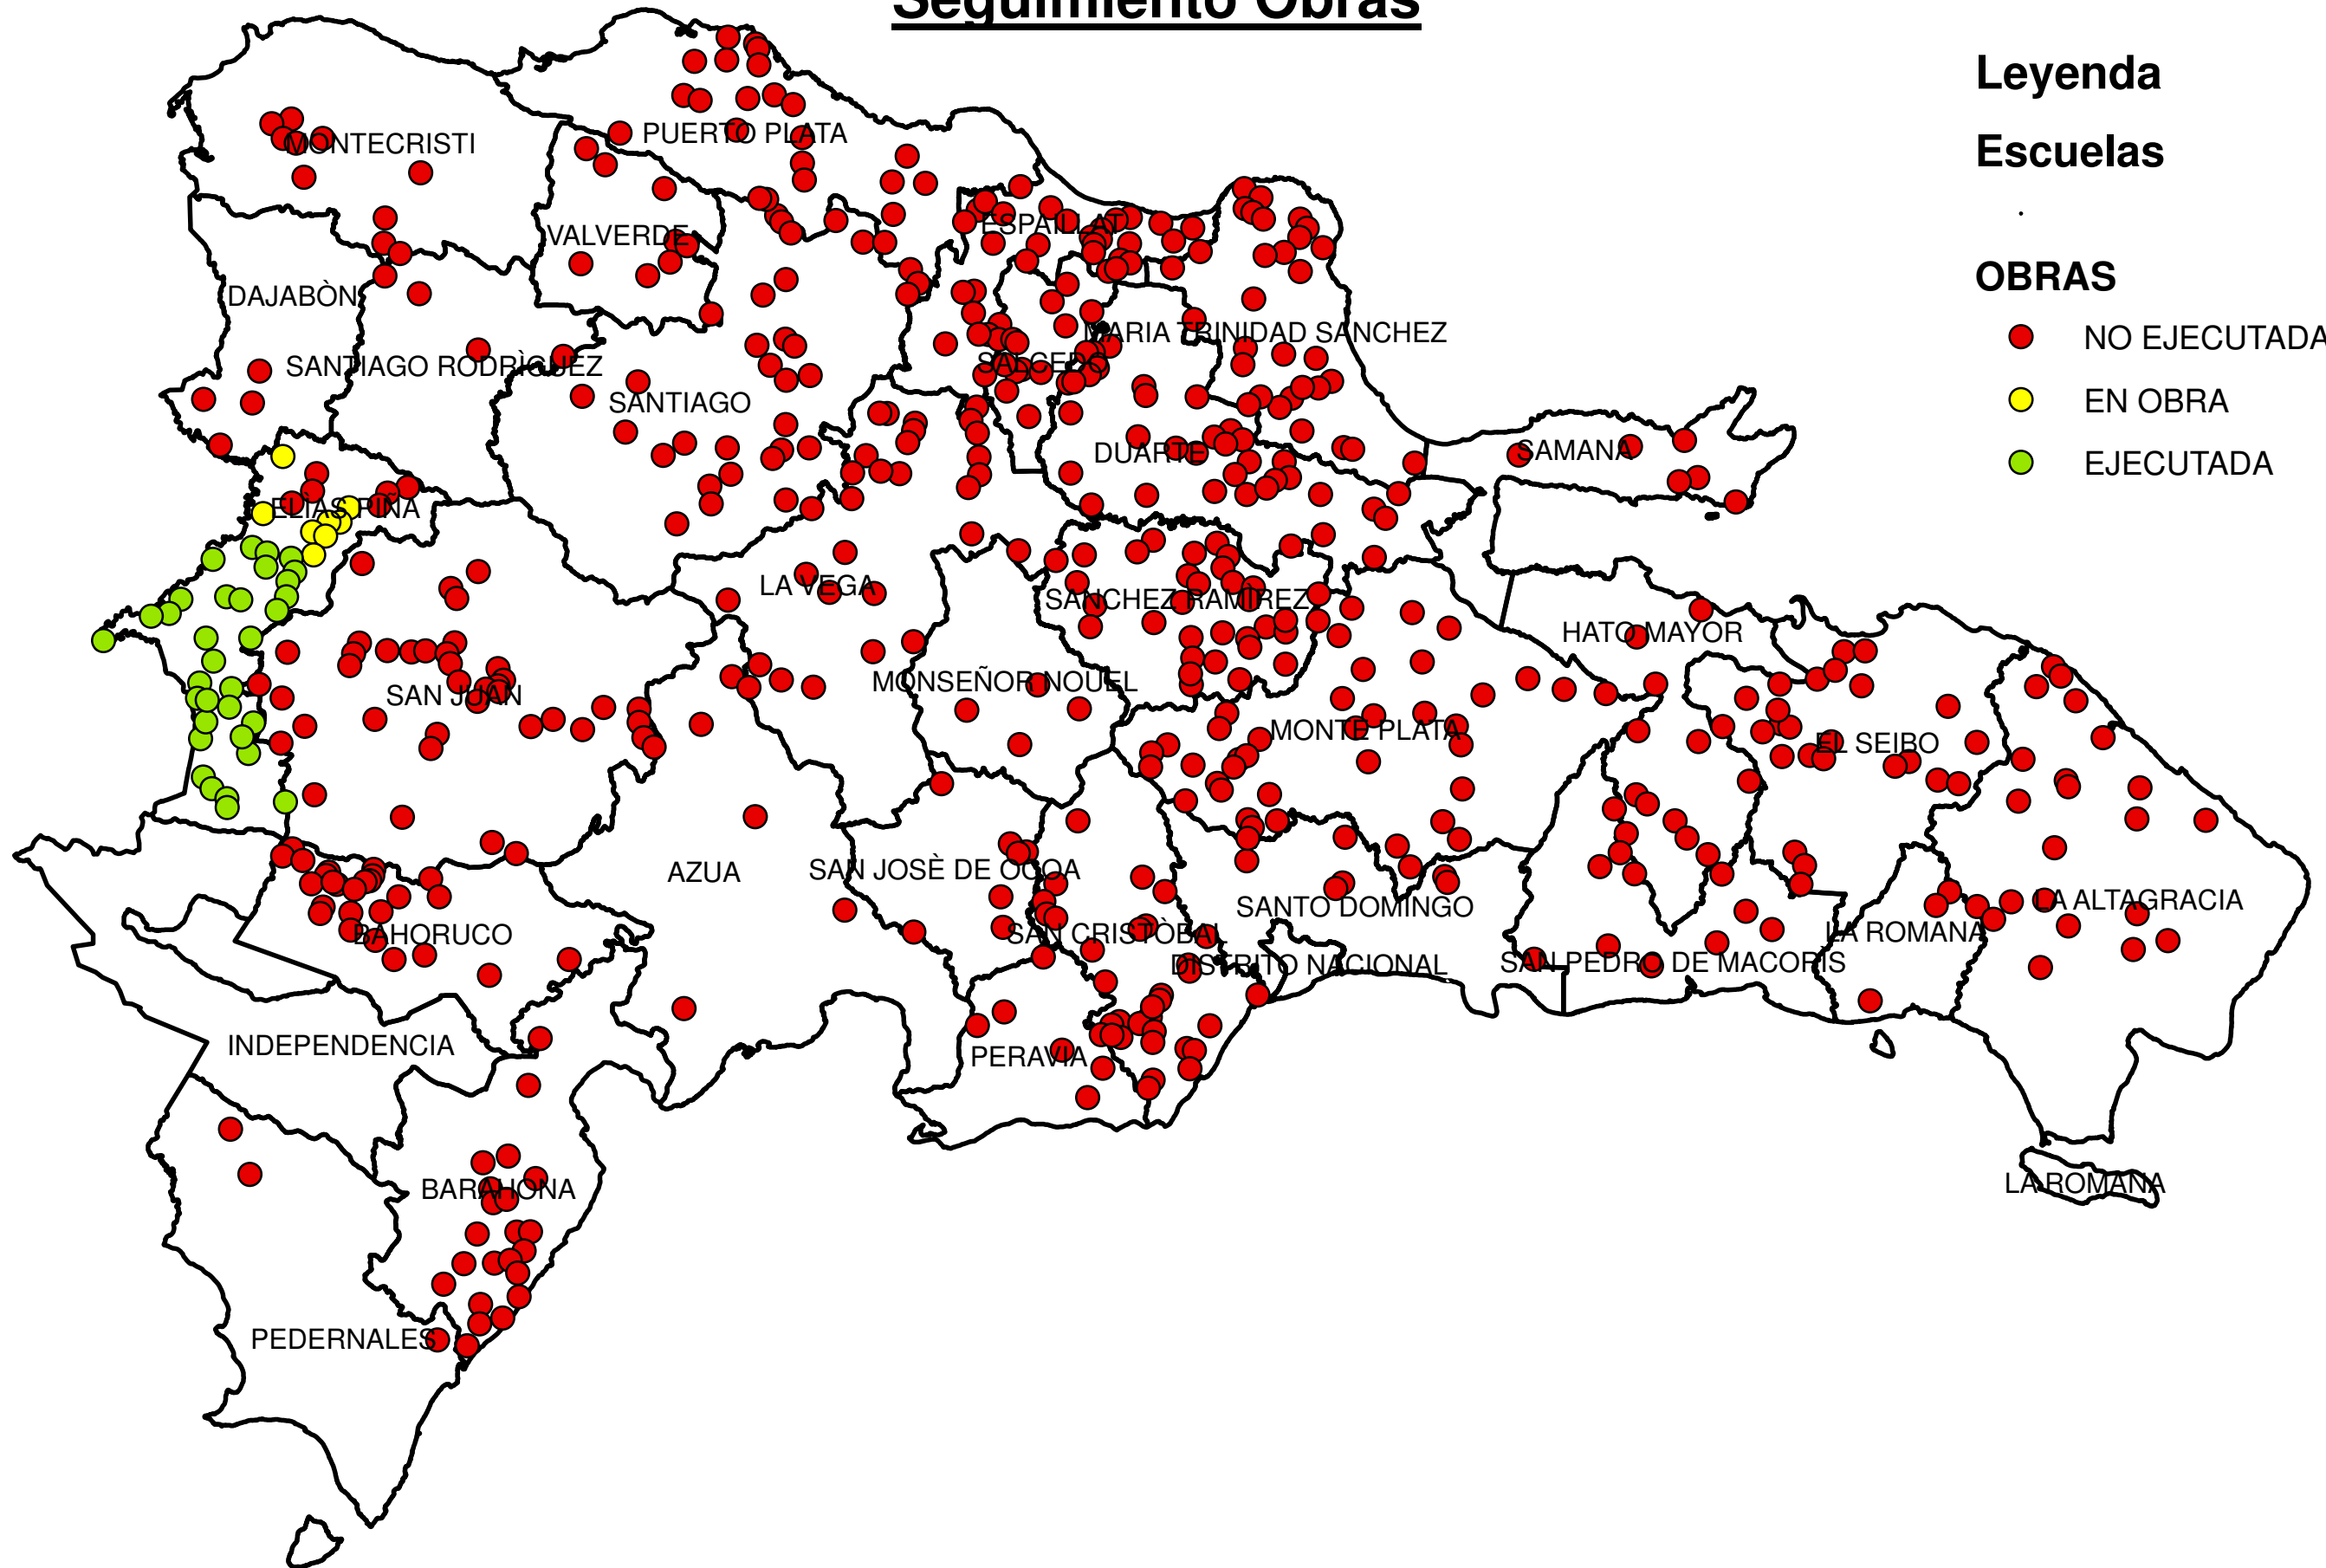 Seguimiento Obras
Leyenda
Escuelas
OBRAS
NO EJECUTADA
EN OBRA
EJECUTADA
MONTECRISTI
PUERTO PLATA
VALVERDE
ESPAILLAT
DAJABÒN
SANTIAGO RODRÌGUEZ
MARIA TRINIDAD SANCHEZ
SALCEDO
SANTIAGO
DUARTE
SAMANA
ELÌAS PIÑA
LA VEGA
SANCHEZ RAMÌREZ
HATO MAYOR
SAN JUAN
MONSEÑOR NOUEL
MONTE PLATA
EL SEIBO
AZUA
SAN JOSÈ DE OCOA
SANTO DOMINGO
LA ALTAGRACIA
BAHORUCO
SAN CRISTÒBAL
LA ROMANA
DISTRITO NACIONAL
SAN PEDRO DE MACORIS
INDEPENDENCIA
PERAVIA
BARAHONA
LA ROMANA
PEDERNALES